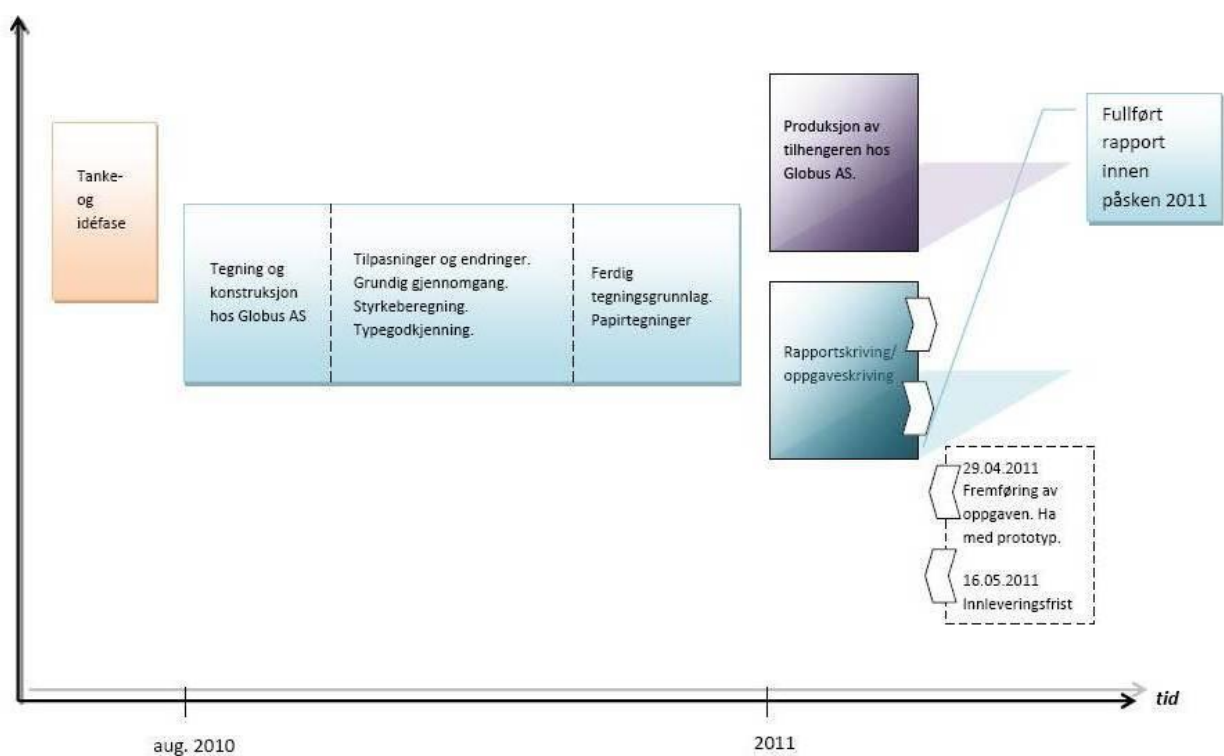 Tanke-
og
idéfase
Tegning og
konstruksjon
hos Globus AS
Tilpasninger og endringer.
Grundig gjennomgang.
Styrkeberegning.
Typegodkjenning.
Ferdig
tegningsgrunnlag.
Papirtegninger
Produksjon av
tilhengeren hos
Globus AS.
Rapportskriving/
oppgaveskriving
Fullført
rapport
innen
påsken 2011
29.04.2011
Fremføring av
oppgaven. Ha
med prototyp.
16.05.2011
Innleveringsfrist
tid
aug. 2010
2011